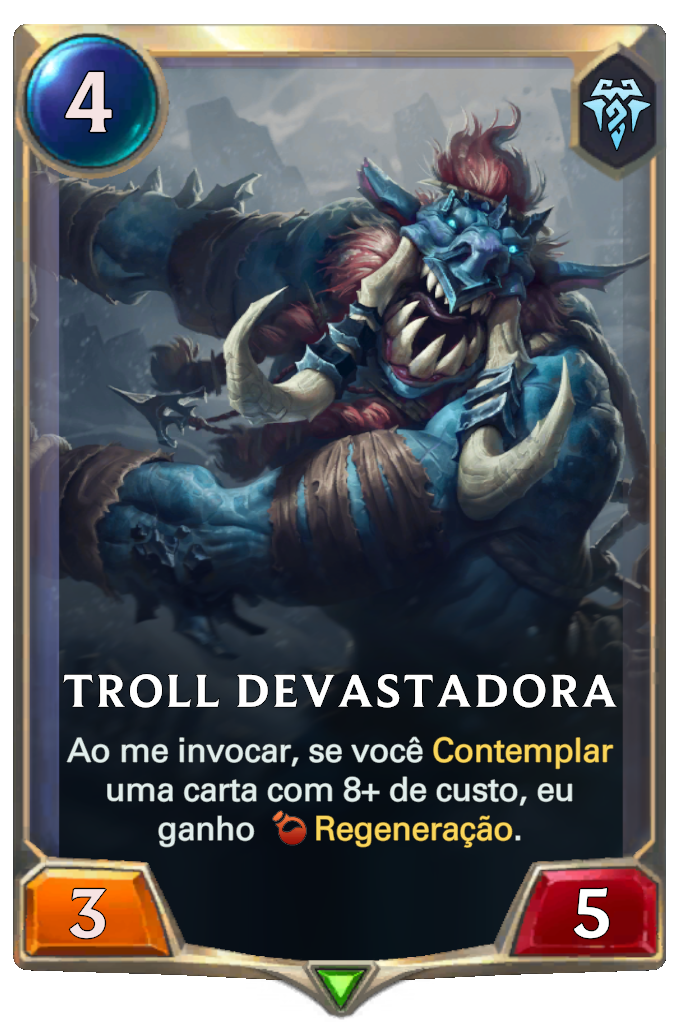 4
TROLL DEVASTADORA
Ao me invocar, se você Contemplar
uma carta com 8+ de custo, eu
ganho Regeneração.
3
5